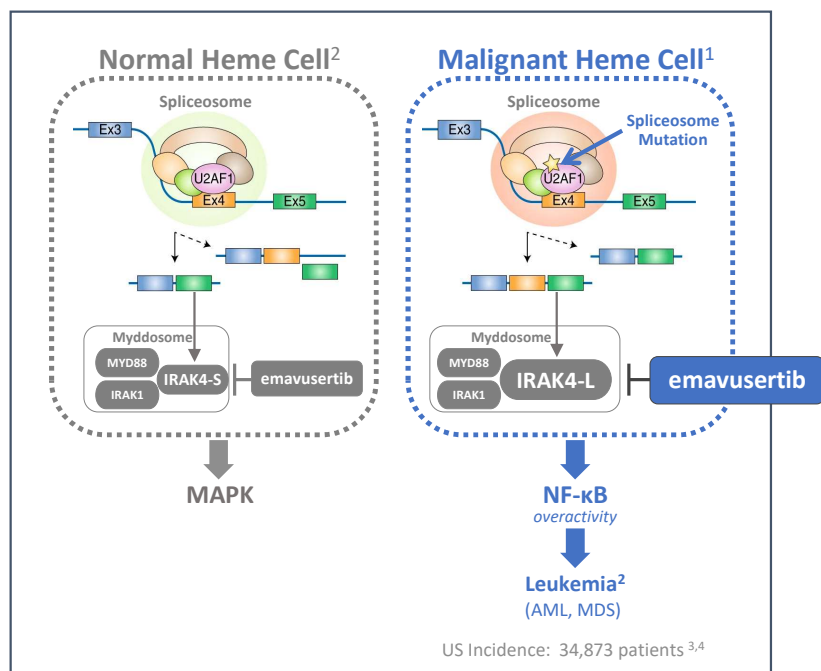 Normal Heme Cell²
Spliceosome
Ex3
U2AF1
Ex4
Ex5
Myddosome
MYD88
IRAK1
IRAK4-S
emavusertib
MAPK
Malignant Heme Cell¹
Spliceosome
Spliceosome
Mutation
Ex3
U2AF1
Ex4
Ex5
Myddosome
MYD88
IRAK1
IRAK4-L
emavusertib
NF-κB
overactivity
Leukemia²
(AML, MDS)
US Incidence: 34,873 patients ³,⁴